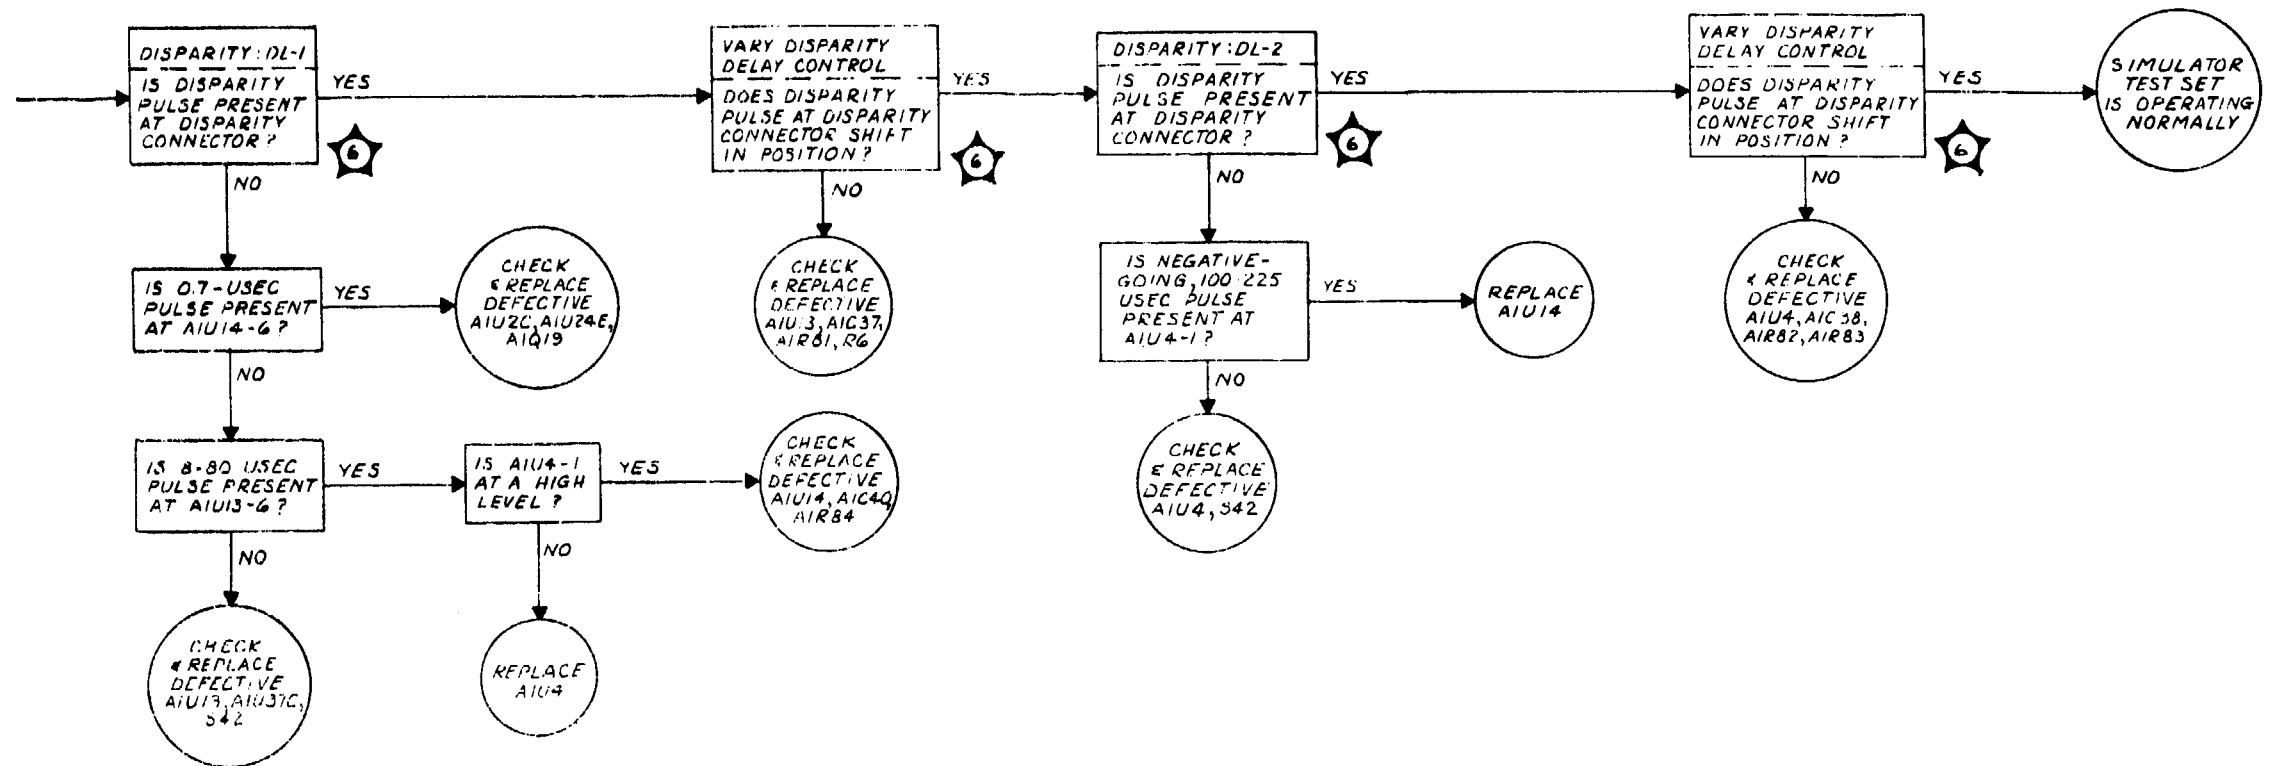 DISPARITY:DL-1
IS DISPARITY
PULSE PRESENT
AT DISPARITY
CONNECTOR?
YES
6
NO
VARY DISPARITY
DELAY CONTROL
DOES DISPARITY
PULSE AT DISPARITY
CONNECTOR SHIFT
IN POSITION?
YES
6
NO
DISPARITY:DL-2
IS DISPARITY
PULSE PRESENT
AT DISPARITY
CONNECTOR?
YES
6
NO
VARY DISPARITY
DELAY CONTROL
DOES DISPARITY
PULSE AT DISPARITY
CONNECTOR SHIFT
IN POSITION?
YES
6
NO
SIMULATOR
TEST SET
IS OPERATING
NORMALLY
IS 0.7-USEC
PULSE PRESENT
AT A1U14-6?
YES
NO
CHECK
& REPLACE
DEFECTIVE
A1U2C, A1U24E,
A1Q19
CHECK
& REPLACE
DEFECTIVE
A1U13, A1C37,
A1R81, R6
IS NEGATIVE-
GOING, 100-225
USEC PULSE
PRESENT AT
A1U4-1?
YES
NO
REPLACE
A1U14
CHECK
& REPLACE
DEFECTIVE
A1U4, A1C38,
A1R82, A1R83
IS 8-80 USEC
PULSE PRESENT
AT A1U13-6?
YES
NO
IS A1U4-1
AT A HIGH
LEVEL?
YES
NO
CHECK
& REPLACE
DEFECTIVE
A1U14, A1C40,
A1R84
CHECK
& REPLACE
DEFECTIVE
A1U4, S42
CHECK
& REPLACE
DEFECTIVE
A1U13, A1U37C,
S42
REPLACE
A1U4